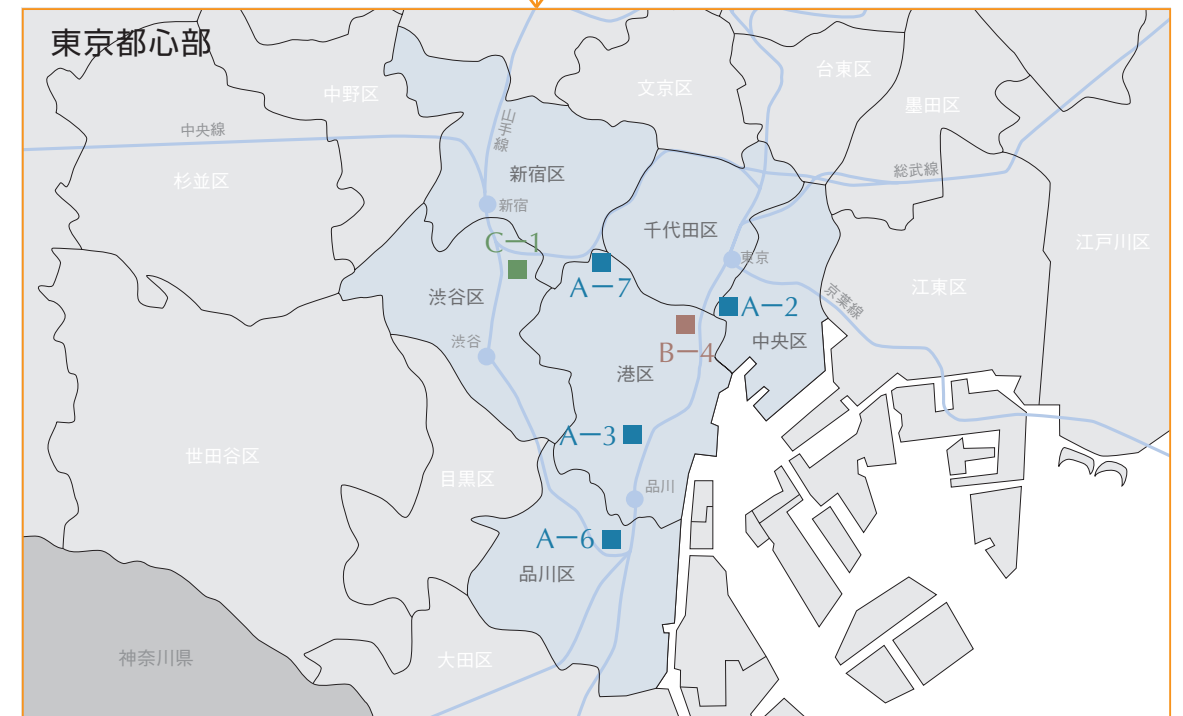 東京都心部
台東区
文京区
中野区
墨田区
山手線
中央線
総武線
新宿区
杉並区
新宿
千代田区
C－1
江戸川区
東京
A－7
江東区
渋谷区
京葉線
A－2
渋谷
中央区
B－4
港区
A－3
世田谷区
目黒区
品川
A－6
品川区
神奈川県
大田区